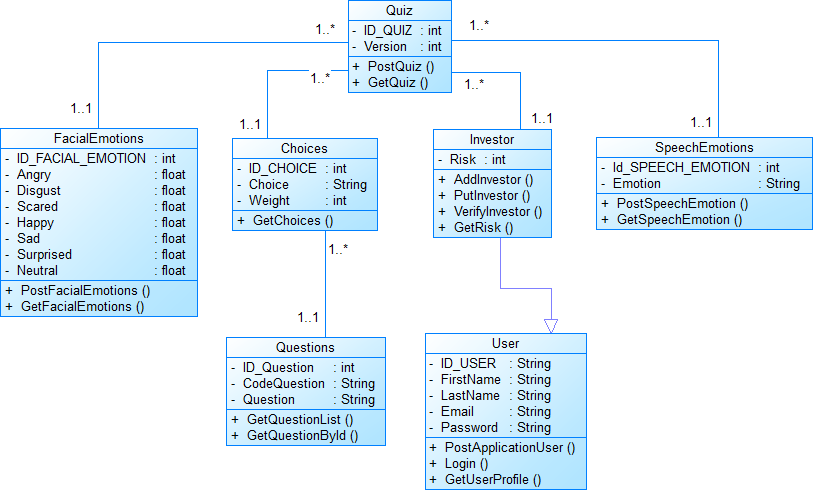 Quiz
- ID_QUIZ : int
- Version : int
+ PostQuiz ()
+ GetQuiz ()
1..*
1..*
1..*
1..*
1..1
1..1
1..1
1..1
FacialEmotions
- ID_FACIAL_EMOTION : int
- Angry : float
- Disgust : float
- Scared : float
- Happy : float
- Sad : float
- Surprised : float
- Neutral : float
+ PostFacialEmotions ()
+ GetFacialEmotions ()
Choices
- ID_CHOICE : int
- Choice : String
- Weight : int
+ GetChoices ()
Investor
- Risk : int
+ AddInvestor ()
+ PutInvestor ()
+ VerifyInvestor ()
+ GetRisk ()
SpeechEmotions
- Id_SPEECH_EMOTION : int
- Emotion : String
+ PostSpeechEmotion ()
+ GetSpeechEmotion ()
1..*
1..1
Questions
- ID_Question : int
- CodeQuestion : String
- Question : String
+ GetQuestionList ()
+ GetQuestionById ()
User
- ID_USER : String
- FirstName : String
- LastName : String
- Email : String
- Password : String
+ PostApplicationUser ()
+ Login ()
+ GetUserProfile ()